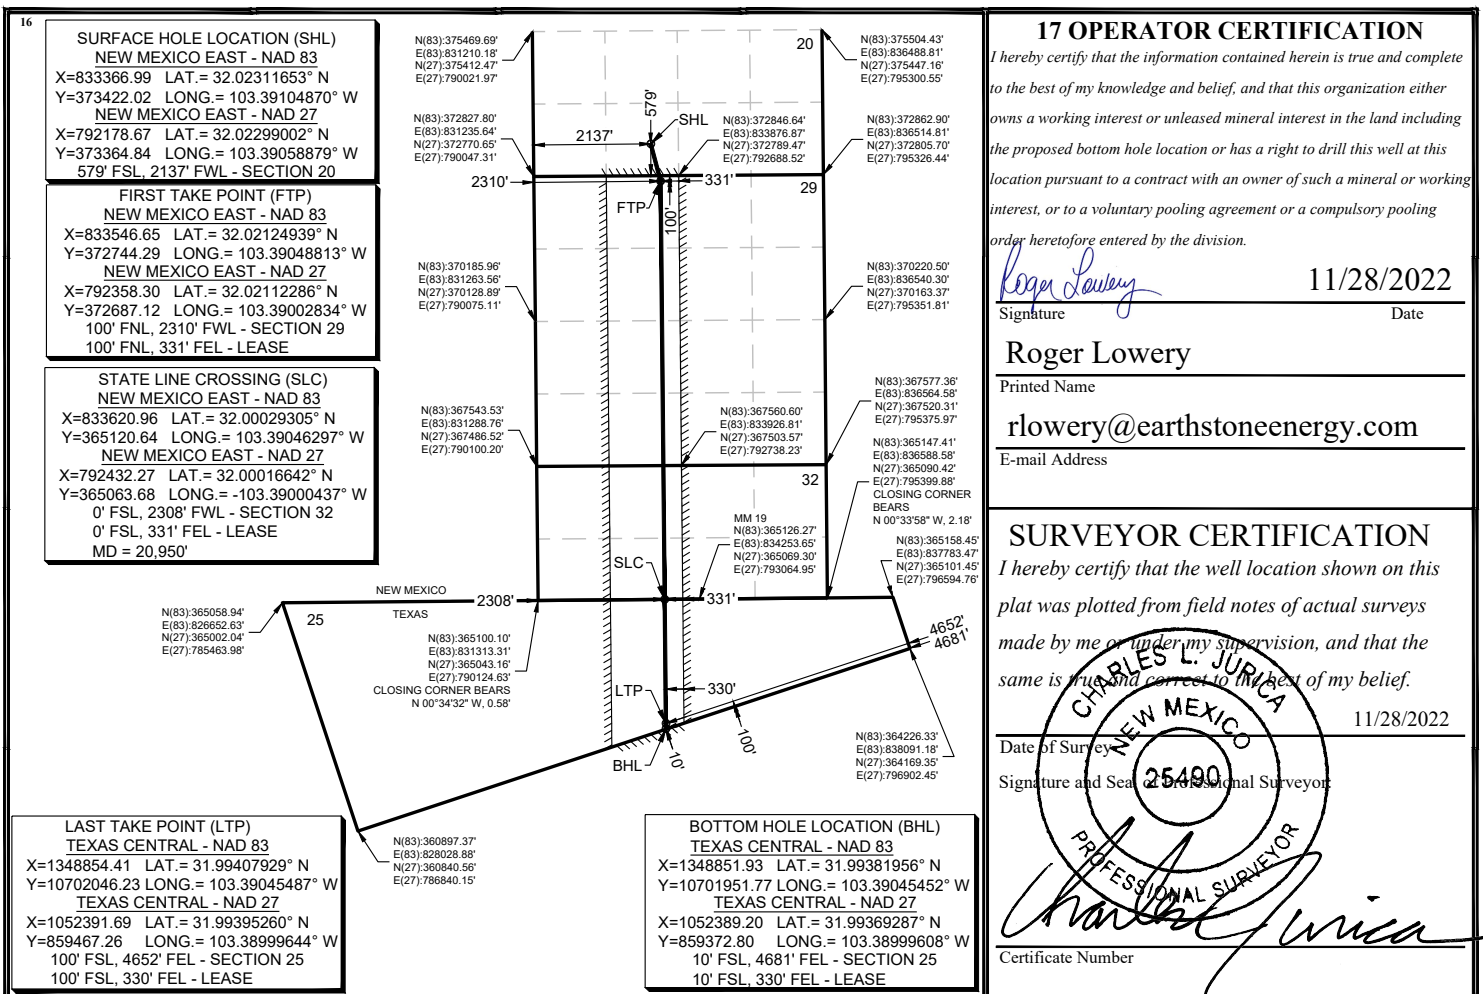 16
SURFACE HOLE LOCATION (SHL)
NEW MEXICO EAST - NAD 83
X=833366.99 LAT.= 32.02311653° N
Y=373422.02 LONG.= 103.39104870° W
NEW MEXICO EAST - NAD 27
X=792178.67 LAT.= 32.02299002° N
Y=373364.84 LONG.= 103.39058879° W
579' FSL, 2137' FWL - SECTION 20
FIRST TAKE POINT (FTP)
NEW MEXICO EAST - NAD 83
X=833546.65 LAT.= 32.02124939° N
Y=372744.29 LONG.= 103.39048813° W
NEW MEXICO EAST - NAD 27
X=792358.30 LAT.= 32.02112286° N
Y=372687.12 LONG.= 103.39002834° W
100' FNL, 2310' FWL - SECTION 29
100' FNL, 331' FEL - LEASE
STATE LINE CROSSING (SLC)
NEW MEXICO EAST - NAD 83
X=833620.96 LAT.= 32.00029305° N
Y=365120.64 LONG.= 103.39046297° W
NEW MEXICO EAST - NAD 27
X=792432.27 LAT.= 32.00016642° N
Y=365063.68 LONG.= -103.39000437° W
0' FSL, 2308' FWL - SECTION 32
0' FSL, 331' FEL - LEASE
MD = 20,950'
N(83):375469.69'
E(83):831210.18'
N(27):375412.47'
E(27):790021.97'
20
N(83):375504.43'
E(83):836488.81'
N(27):375447.16'
E(27):795300.55'
N(83):372827.80'
E(83):831235.64'
N(27):372770.65'
E(27):790047.31'
2137'
579'
SHL
N(83):372846.64'
E(83):833876.87'
N(27):372789.47'
E(27):792688.52'
N(83):372862.90'
E(83):836514.81'
N(27):372805.70'
E(27):795326.44'
2310'
331'
29
FTP
100'
N(83):370185.96'
E(83):831263.56'
N(27):370128.89'
E(27):790075.11'
N(83):370220.50'
E(83):836540.30'
N(27):370163.37'
E(27):795351.81'
N(83):367543.53'
E(83):831288.76'
N(27):367486.52'
E(27):790100.20'
N(83):367560.60'
E(83):833926.81'
N(27):367503.57'
E(27):792738.23'
N(83):367577.36'
E(83):836564.58'
N(27):367520.31'
E(27):795375.97'
32
N(83):365147.41'
E(83):836588.58'
N(27):365090.42'
E(27):795399.88'
CLOSING CORNER
BEARS
N 00°33'58" W, 2.18'
MM 19
N(83):365126.27'
E(83):834253.65'
N(27):365069.30'
E(27):793064.95'
N(83):365158.45'
E(83):837783.47'
N(27):365101.45'
E(27):796594.76'
SLC
NEW MEXICO
2308'
331'
TEXAS
N(83):365058.94'
E(83):826652.63'
N(27):365002.04'
E(27):785463.98'
25
N(83):365100.10'
E(83):831313.31'
N(27):365043.16'
E(27):790124.63'
CLOSING CORNER BEARS
N 00°34'32" W, 0.58'
4652'
4681'
LTP
330'
100'
BHL
10'
N(83):364226.33'
E(83):838091.18'
N(27):364169.35'
E(27):796902.45'
N(83):360897.37'
E(83):828028.88'
N(27):360840.56'
E(27):786840.15'
LAST TAKE POINT (LTP)
TEXAS CENTRAL - NAD 83
X=1348854.41 LAT.= 31.99407929° N
Y=10702046.23 LONG.= 103.39045487° W
TEXAS CENTRAL - NAD 27
X=1052391.69 LAT.= 31.99395260° N
Y=859467.26 LONG.= 103.38999644° W
100' FSL, 4652' FEL - SECTION 25
100' FSL, 330' FEL - LEASE
BOTTOM HOLE LOCATION (BHL)
TEXAS CENTRAL - NAD 83
X=1348851.93 LAT.= 31.99381956° N
Y=10701951.77 LONG.= 103.39045452° W
TEXAS CENTRAL - NAD 27
X=1052389.20 LAT.= 31.99369287° N
Y=859372.80 LONG.= 103.38999608° W
10' FSL, 4681' FEL - SECTION 25
10' FSL, 330' FEL - LEASE
17 OPERATOR CERTIFICATION
I hereby certify that the information contained herein is true and complete
to the best of my knowledge and belief, and that this organization either
owns a working interest or unleased mineral interest in the land including
the proposed bottom hole location or has a right to drill this well at this
location pursuant to a contract with an owner of such a mineral or working
interest, or to a voluntary pooling agreement or a compulsory pooling
order heretofore entered by the division.
Roger Lowery 11/28/2022
Signature Date
Roger Lowery
Printed Name
rlowery@earthstoneenergy.com
E-mail Address
SURVEYOR CERTIFICATION
I hereby certify that the well location shown on this
plat was plotted from field notes of actual surveys
made by me or under my supervision, and that the
same is true and correct to the best of my belief.
11/28/2022
Date of Survey
Signature and Seal of Professional Surveyor:
CHARLES L. JURICA
NEW MEXICO
25490
PROFESSIONAL SURVEYOR
Charles Jurica
Certificate Number